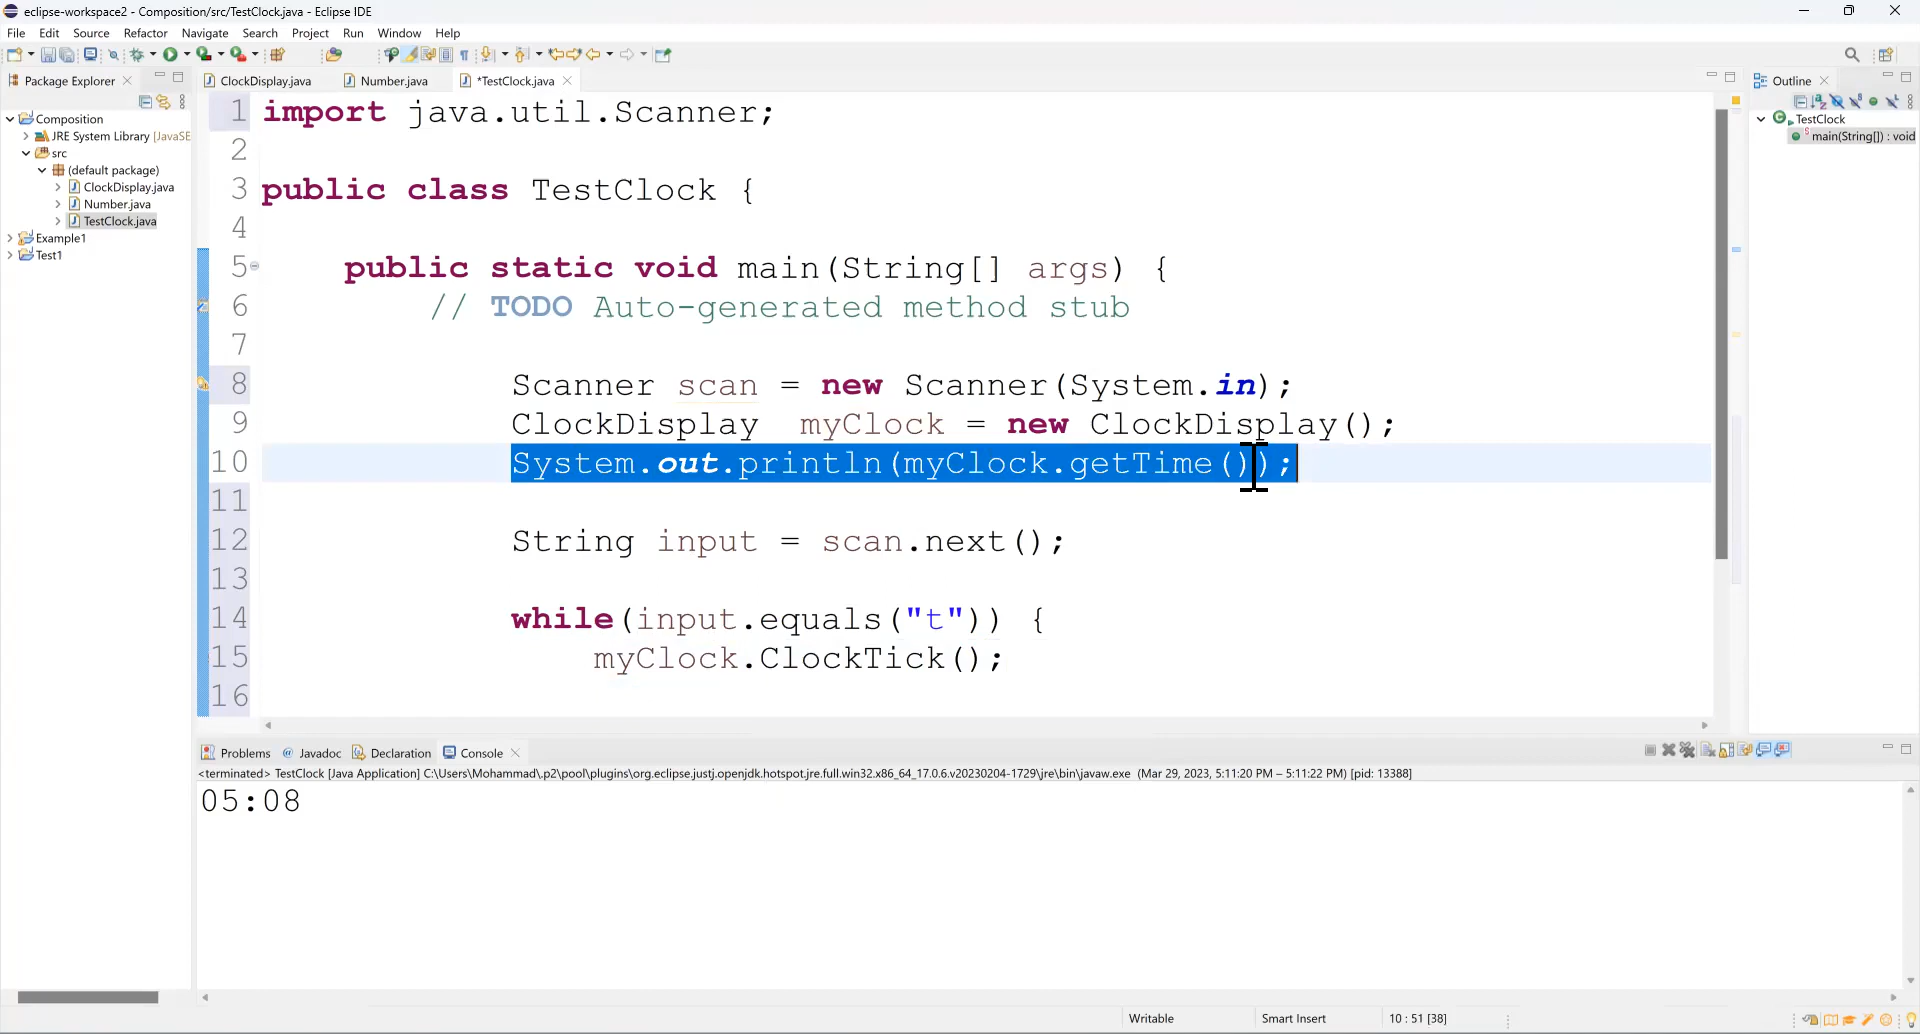 eclipse-workspace2 - Composition/src/TestClock.java - Eclipse IDE
File Edit Source Refactor Navigate Search Project Run Window Help
Package Explorer
ClockDisplay.java
Number.java
*TestClock.java
Outline
Composition
JRE System Library [JavaSE
src
(default package)
ClockDisplay.java
Number.java
TestClock.java
Example1
Test1
1 import java.util.Scanner;
2
3 public class TestClock {
4
5 public static void main(String[] args) {
6 // TODO Auto-generated method stub
7
8 Scanner scan = new Scanner(System.in);
9 ClockDisplay myClock = new ClockDisplay();
10 System.out.println(myClock.getTime());
11
12 String input = scan.next();
13
14 while(input.equals("t")) {
15 myClock.ClockTick();
16
TestClock
main(String[]) : void
Problems Javadoc Declaration Console
<terminated> TestClock [Java Application] C:\Users\Mohammad\.p2\pool\plugins\org.eclipse.justj.openjdk.hotspot.jre.full.win32.x86_64_17.0.6.v20230204-1729\jre\bin\javaw.exe (Mar 29, 2023, 5:11:20 PM – 5:11:22 PM) [pid: 13388]
05:08
Writable
Smart Insert
10 : 51 [38]